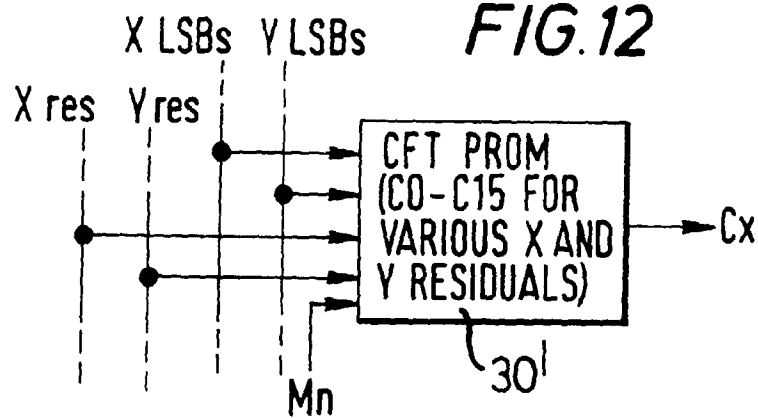 FIG. 12
X LSBs Y LSBs
X res Y res
CFT PROM
(C0-C15 FOR
VARIOUS X AND
Y RESIDUALS)
Cx
Mn
30'